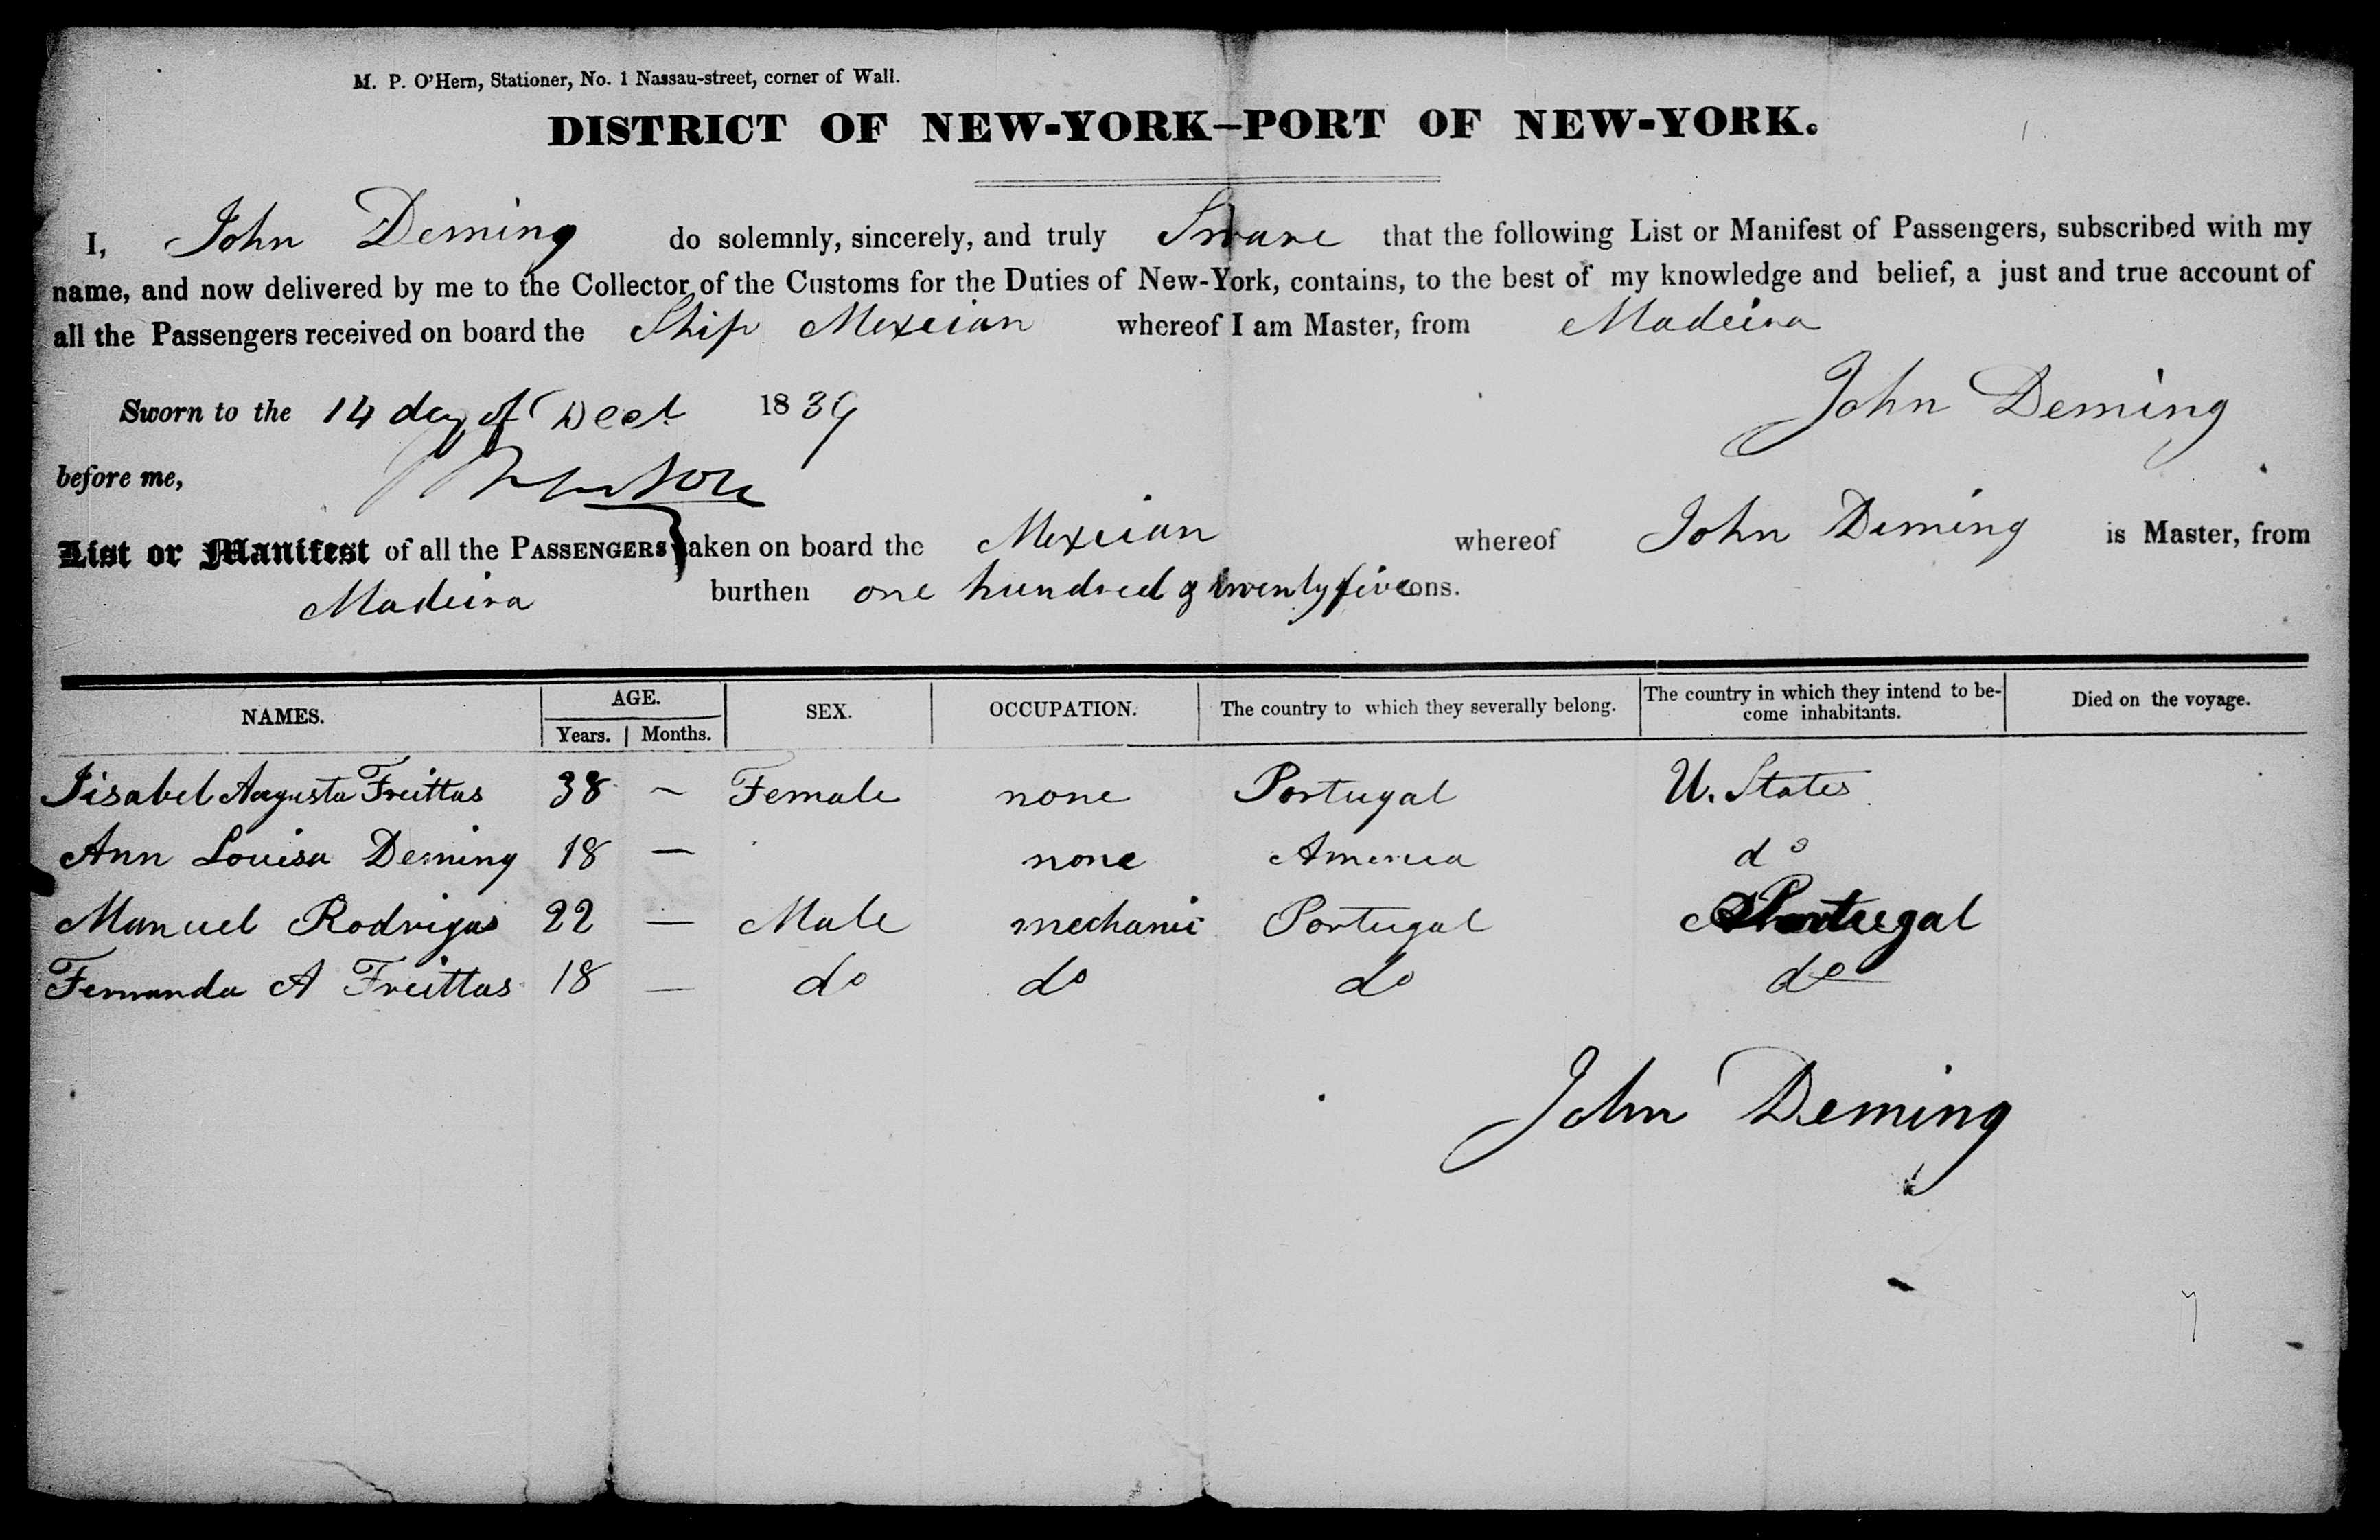 M. P. O'Hern, Stationer, No. 1 Nassau-street, corner of Wall.
DISTRICT OF NEW-YORK–PORT OF NEW-YORK.
I, John Deming do solemnly, sincerely, and truly Sware that the following List or Manifest of Passengers, subscribed with my
name, and now delivered by me to the Collector of the Customs for the Duties of New-York, contains, to the best of my knowledge and belief, a just and true account of
all the Passengers received on board the Ship Mexican whereof I am Master, from Madeira
John Deming
Sworn to the 14 day of Dect 1839
before me,
List or Manifest of all the PASSENGERS taken on board the Mexican whereof John Deming is Master, from
Madeira burthen one hundred & twenty five tons.
NAMES. AGE. SEX. OCCUPATION. The country to which they severally belong. The country in which they intend to be- Died on the voyage.
Years. Months. come inhabitants.
Iisabel Augusta Freittas 38 ~ Female none Portugal U. States
Ann Louisa Deming 18 — none America do
Manuel Rodrigas 22 — Male mechanic Portugal Portugal
Fernanda A Freittas 18 — do do do do
John Deming